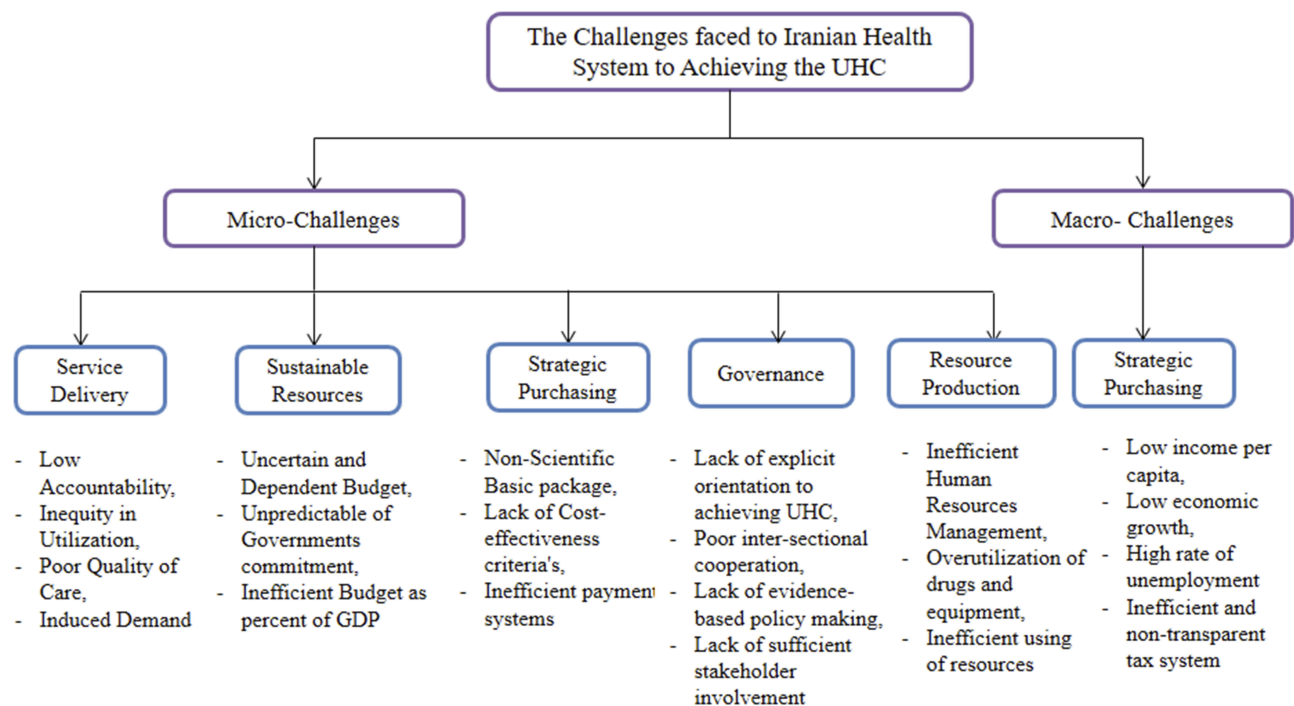 The Challenges faced to Iranian Health
System to Achieving the UHC
Micro-Challenges
Macro- Challenges
Service
Delivery
Sustainable
Resources
Strategic
Purchasing
Governance
Resource
Production
Strategic
Purchasing
- Low
Accountability,
- Inequity in
Utilization,
- Poor Quality of
Care,
- Induced Demand
- Uncertain and
Dependent Budget,
- Unpredictable of
Governments
commitment,
- Inefficient Budget as
percent of GDP
- Non-Scientific
Basic package,
- Lack of Cost-
effectiveness
criteria's,
- Inefficient payment
systems
- Lack of explicit
orientation to
achieving UHC,
- Poor inter-sectional
cooperation,
- Lack of evidence-
based policy making,
- Lack of sufficient
stakeholder
involvement
- Inefficient
Human
Resources
Management,
- Overutilization of
drugs and
equipment,
- Inefficient using
of resources
- Low income per
capita,
- Low economic
growth,
- High rate of
unemployment
- Inefficient and
non-transparent
tax system